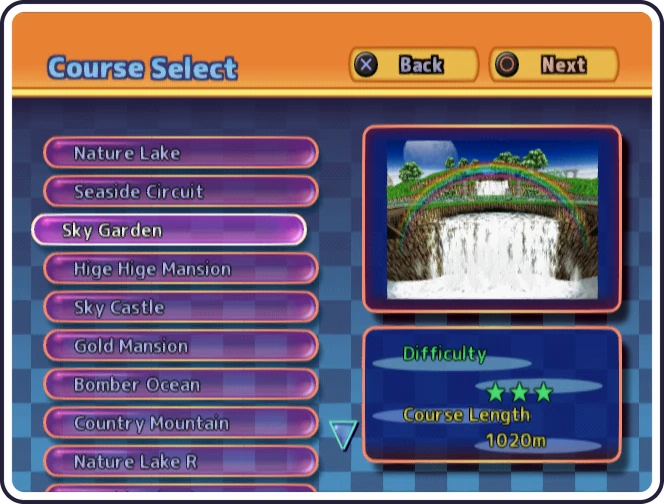 Course Select
Back
Next
Nature Lake
Seaside Circuit
Sky Garden
Hige Hige Mansion
Sky Castle
Gold Mansion
Bomber Ocean
Country Mountain
Nature Lake R
Difficulty
★★★
Course Length
1020m